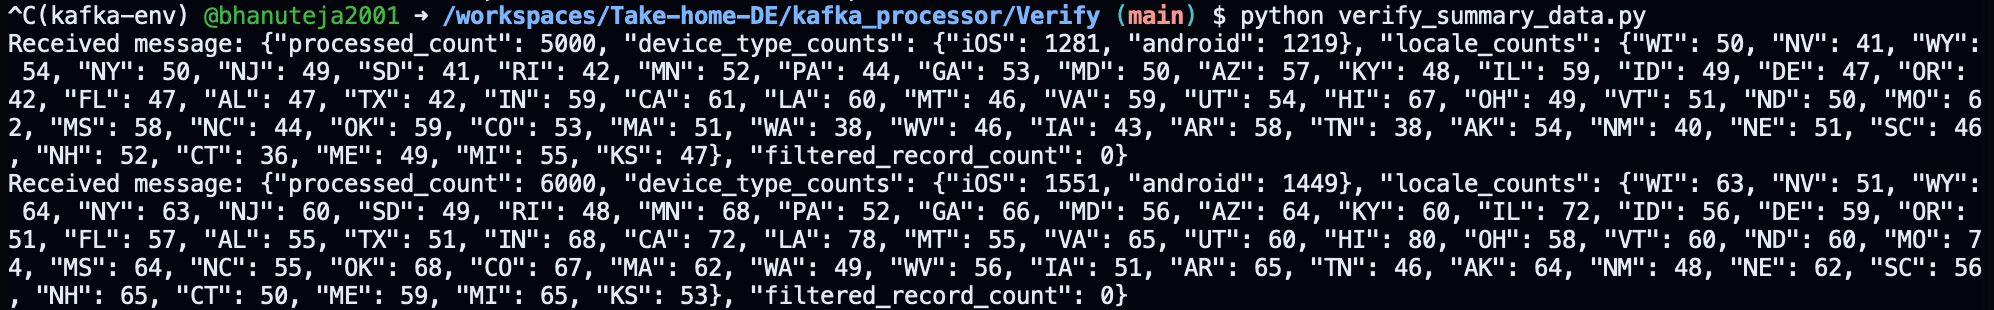 ^C(kafka-env) @bhanuteja2001 ➜ /workspaces/Take-home-DE/kafka_processor/Verify (main) $ python verify_summary_data.py
Received message: {"processed_count": 5000, "device_type_counts": {"iOS": 1281, "android": 1219}, "locale_counts": {"WI": 50, "NV": 41, "WY":
 54, "NY": 50, "NJ": 49, "SD": 41, "RI": 42, "MN": 52, "PA": 44, "GA": 53, "MD": 50, "AZ": 57, "KY": 48, "IL": 59, "ID": 49, "DE": 47, "OR":
42, "FL": 47, "AL": 47, "TX": 42, "IN": 59, "CA": 61, "LA": 60, "MT": 46, "VA": 59, "UT": 54, "HI": 67, "OH": 49, "VT": 51, "ND": 50, "MO": 6
2, "MS": 58, "NC": 44, "OK": 59, "CO": 53, "MA": 51, "WA": 38, "WV": 46, "IA": 43, "AR": 58, "TN": 38, "AK": 54, "NM": 40, "NE": 51, "SC": 46
, "NH": 52, "CT": 36, "ME": 49, "MI": 55, "KS": 47}, "filtered_record_count": 0}
Received message: {"processed_count": 6000, "device_type_counts": {"iOS": 1551, "android": 1449}, "locale_counts": {"WI": 63, "NV": 51, "WY":
 64, "NY": 63, "NJ": 60, "SD": 49, "RI": 48, "MN": 68, "PA": 52, "GA": 66, "MD": 56, "AZ": 64, "KY": 60, "IL": 72, "ID": 56, "DE": 59, "OR":
51, "FL": 57, "AL": 55, "TX": 51, "IN": 68, "CA": 72, "LA": 78, "MT": 55, "VA": 65, "UT": 60, "HI": 80, "OH": 58, "VT": 60, "ND": 60, "MO": 7
4, "MS": 64, "NC": 55, "OK": 68, "CO": 67, "MA": 62, "WA": 49, "WV": 56, "IA": 51, "AR": 65, "TN": 46, "AK": 64, "NM": 48, "NE": 62, "SC": 56
, "NH": 65, "CT": 50, "ME": 59, "MI": 65, "KS": 53}, "filtered_record_count": 0}